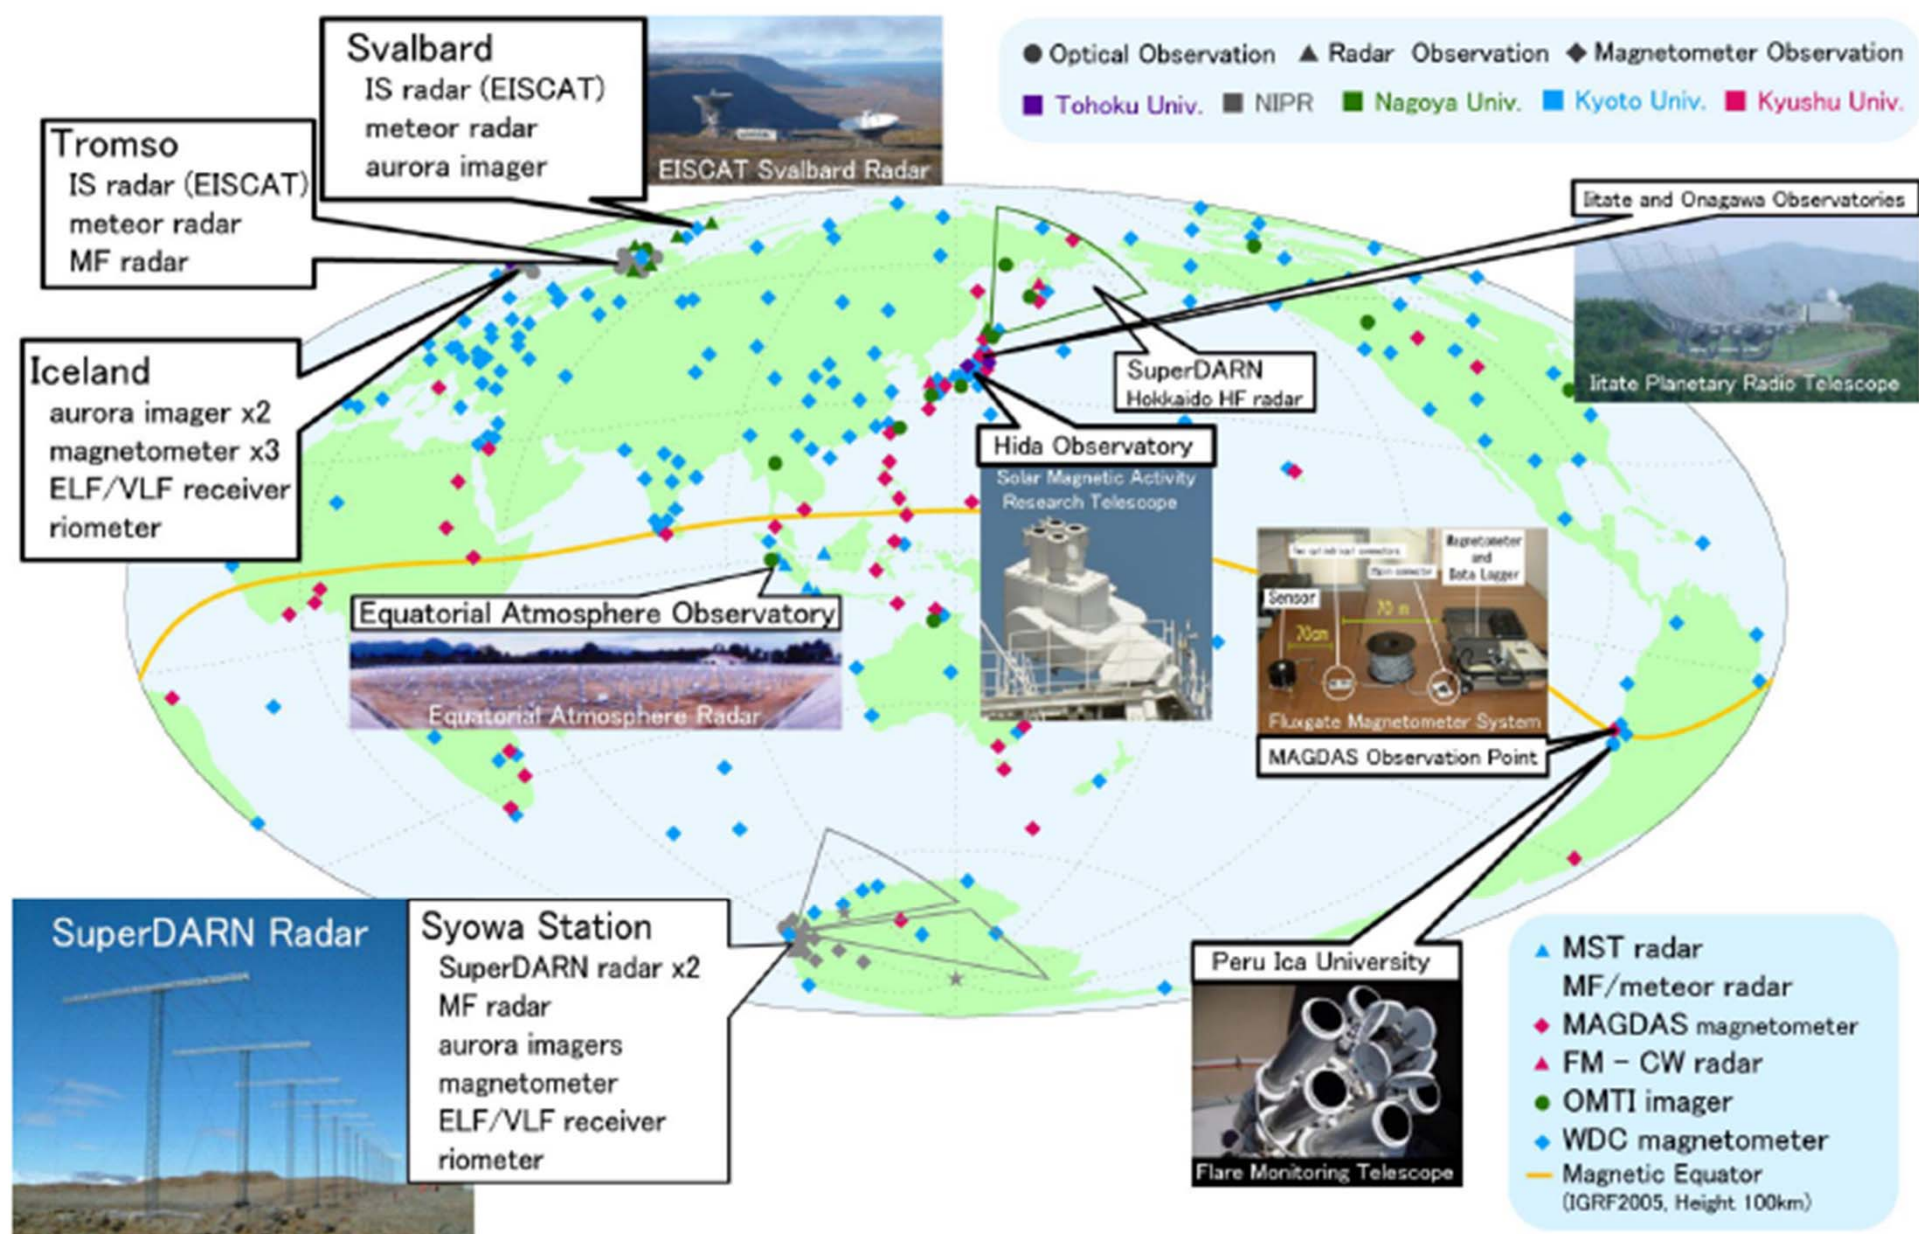 Svalbard
IS radar (EISCAT)
meteor radar
aurora imager
EISCAT Svalbard Radar
Optical Observation Radar Observation Magnetometer Observation
Tohoku Univ. NIPR Nagoya Univ. Kyoto Univ. Kyushu Univ.
Tromso
IS radar (EISCAT)
meteor radar
MF radar
Iitate and Onagawa Observatories
Iitate Planetary Radio Telescope
Iceland
aurora imager x2
magnetometer x3
ELF/VLF receiver
riometer
SuperDARN
Hokkaido HF radar
Hida Observatory
Solar Magnetic Activity
Research Telescope
Equatorial Atmosphere Observatory
Equatorial Atmosphere Radar
Magnetometer
and
Data Logger
Sensor
70 m
70cm
Fluxgate Magnetometer System
MAGDAS Observation Point
SuperDARN Radar
Syowa Station
SuperDARN radar x2
MF radar
aurora imagers
magnetometer
ELF/VLF receiver
riometer
Peru Ica University
Flare Monitoring Telescope
MST radar
MF/meteor radar
MAGDAS magnetometer
FM - CW radar
OMTI imager
WDC magnetometer
Magnetic Equator
(IGRF2005, Height 100km)